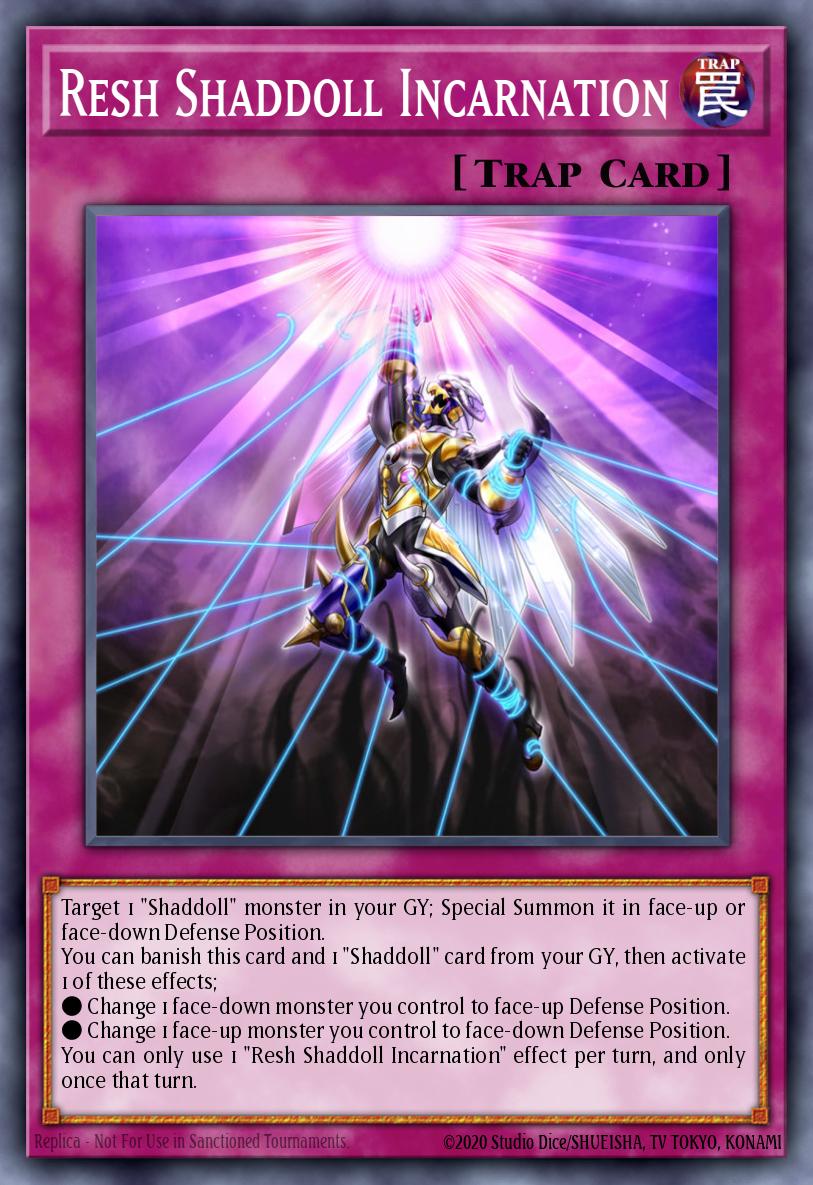 Resh Shaddoll Incarnation
TRAP
罠
[Trap Card]
Target 1 "Shaddoll" monster in your GY; Special Summon it in face-up or
face-down Defense Position.
You can banish this card and 1 "Shaddoll" card from your GY, then activate
1 of these effects;
● Change 1 face-down monster you control to face-up Defense Position.
● Change 1 face-up monster you control to face-down Defense Position.
You can only use 1 "Resh Shaddoll Incarnation" effect per turn, and only
once that turn.
Replica - Not For Use in Sanctioned Tournaments.
©2020 Studio Dice/SHUEISHA, TV TOKYO, KONAMI